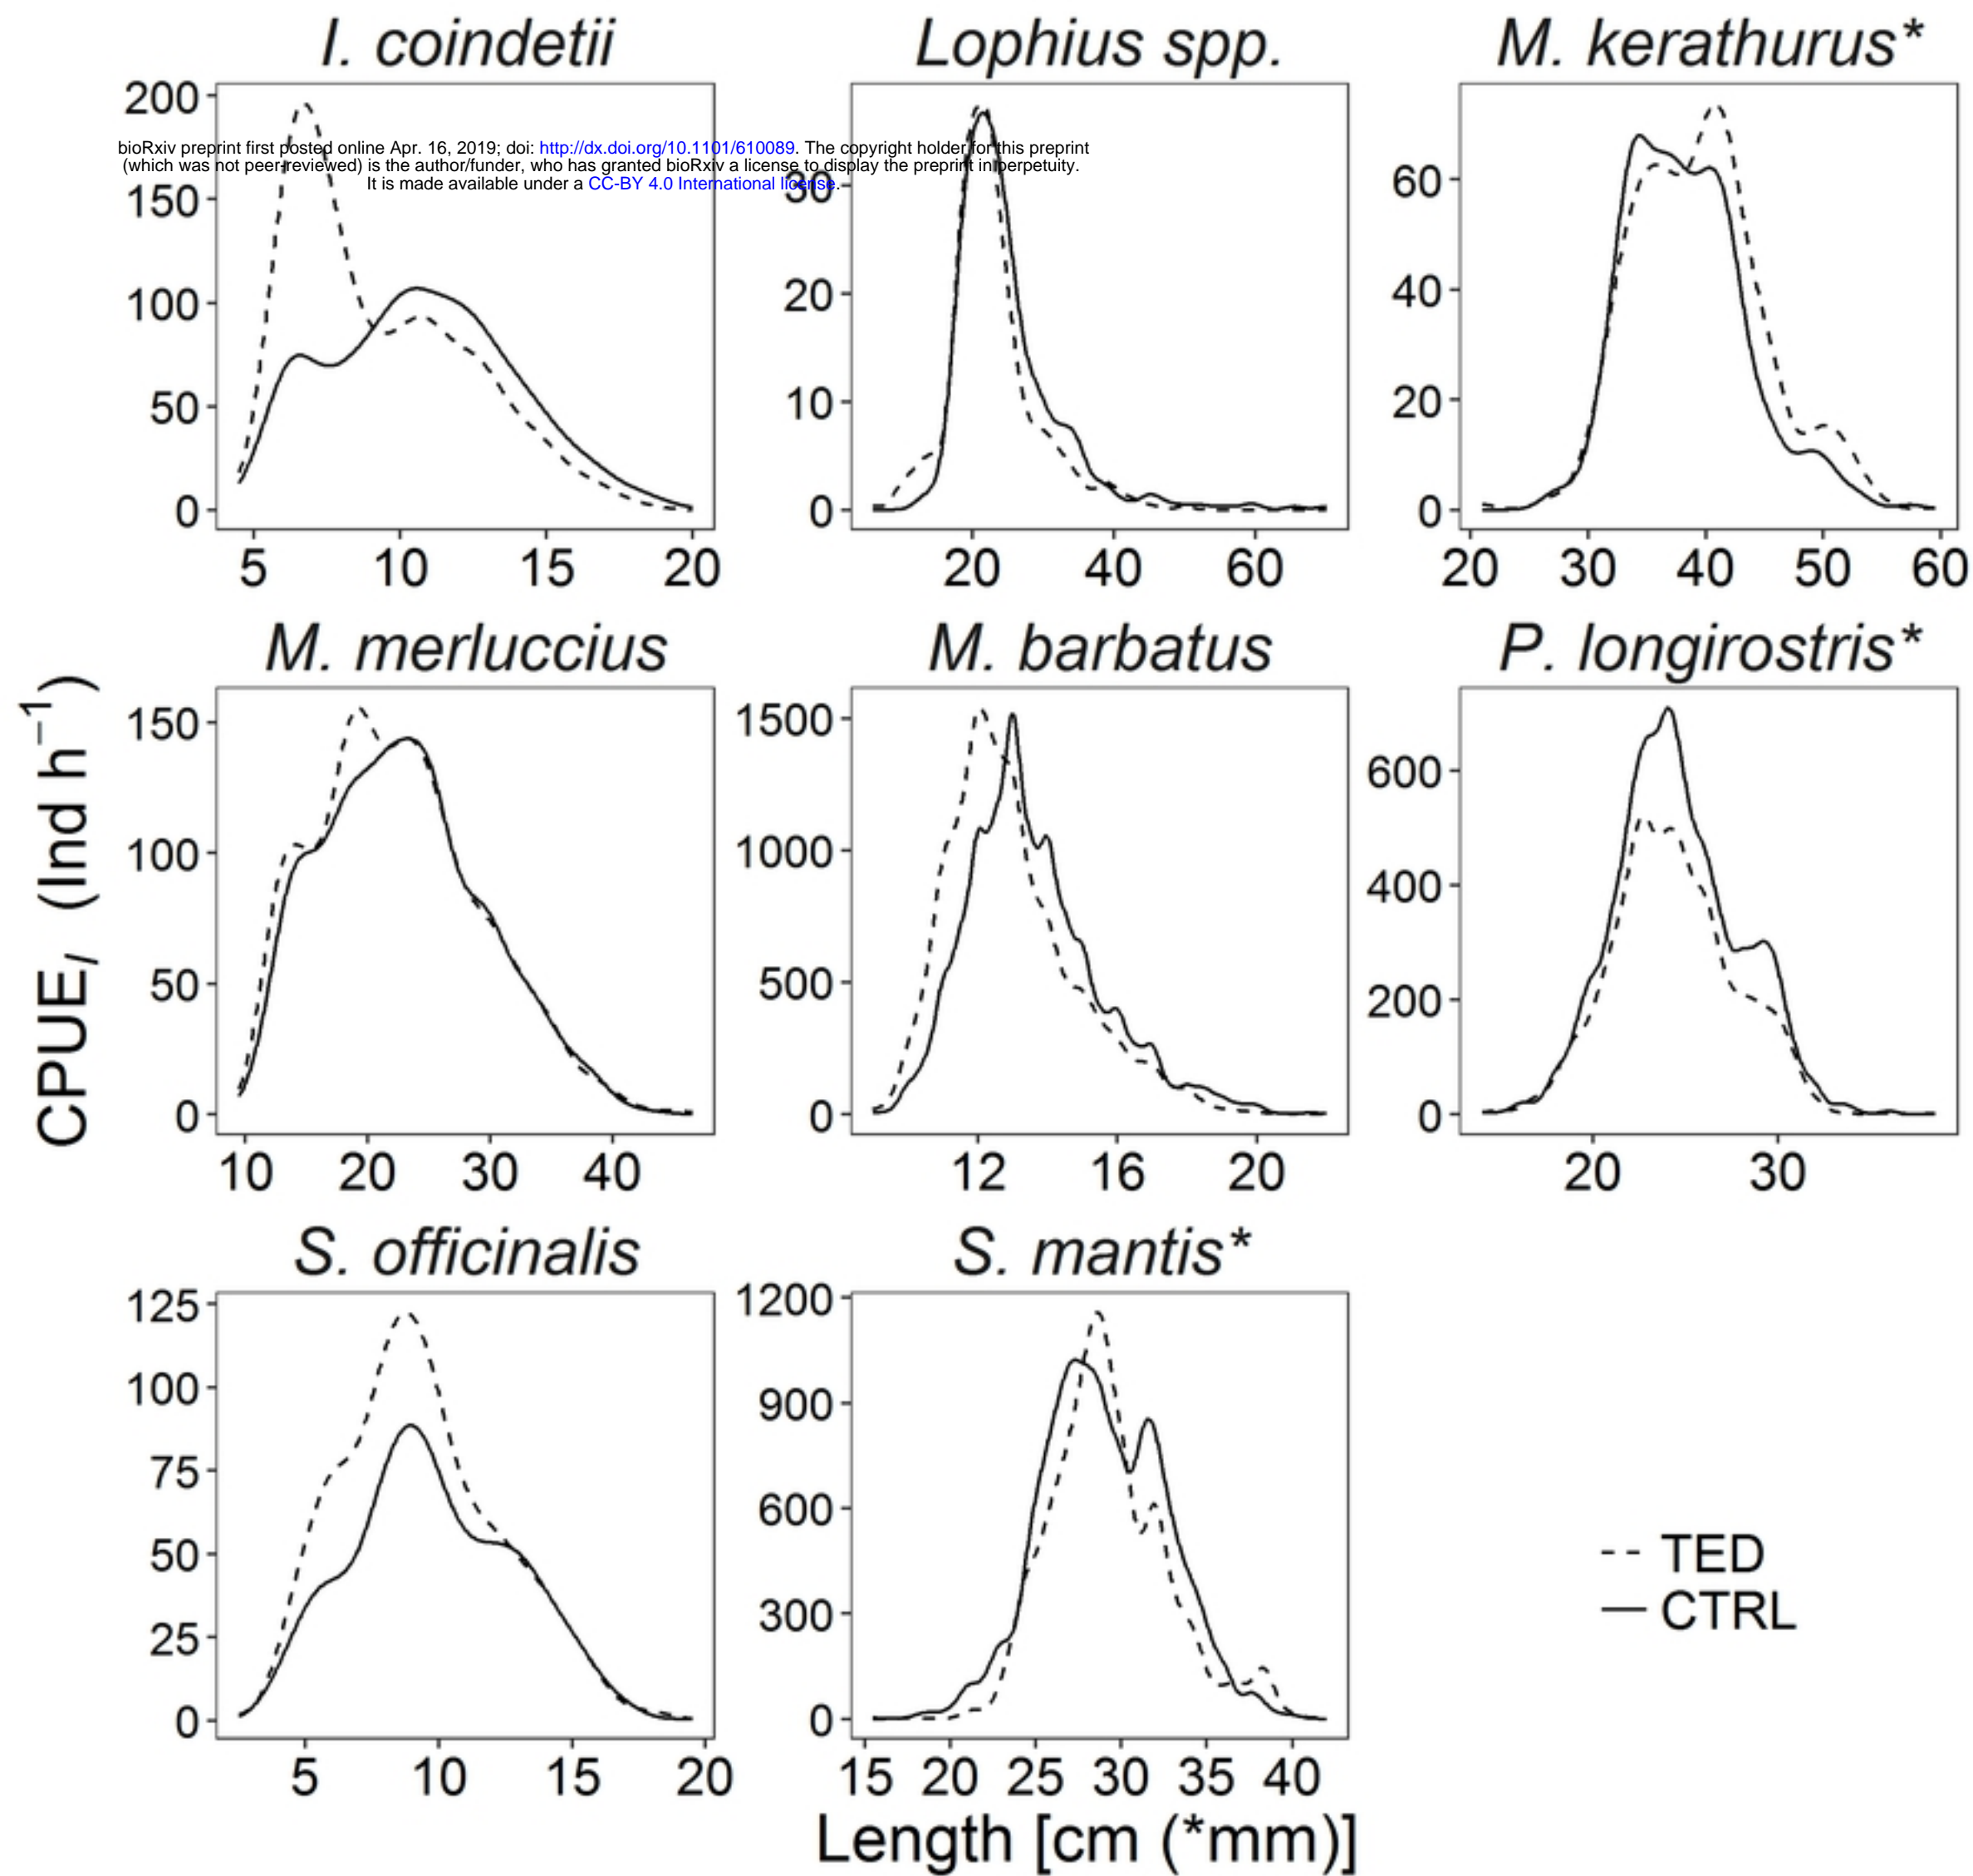 I. coindetii
Lophius spp.
M. kerathurus*
bioRxiv preprint first posted online Apr. 16, 2019; doi: http://dx.doi.org/10.1101/610089. The copyright holder for this preprint
(which was not peer-reviewed) is the author/funder, who has granted bioRxiv a license to display the preprint in perpetuity.
It is made available under a CC-BY 4.0 International license.
200
150
100
50
0
5 10 15 20
30
20
10
0
20 40 60
60
40
20
0
20 30 40 50 60
M. merluccius
M. barbatus
P. longirostris*
CPUEl (Ind h−1)
150
100
50
0
10 20 30 40
1500
1000
500
0
12 16 20
600
400
200
0
20 30
S. officinalis
S. mantis*
125
100
75
50
25
0
5 10 15 20
1200
900
600
300
0
15 20 25 30 35 40
TED
CTRL
Length [cm (*mm)]